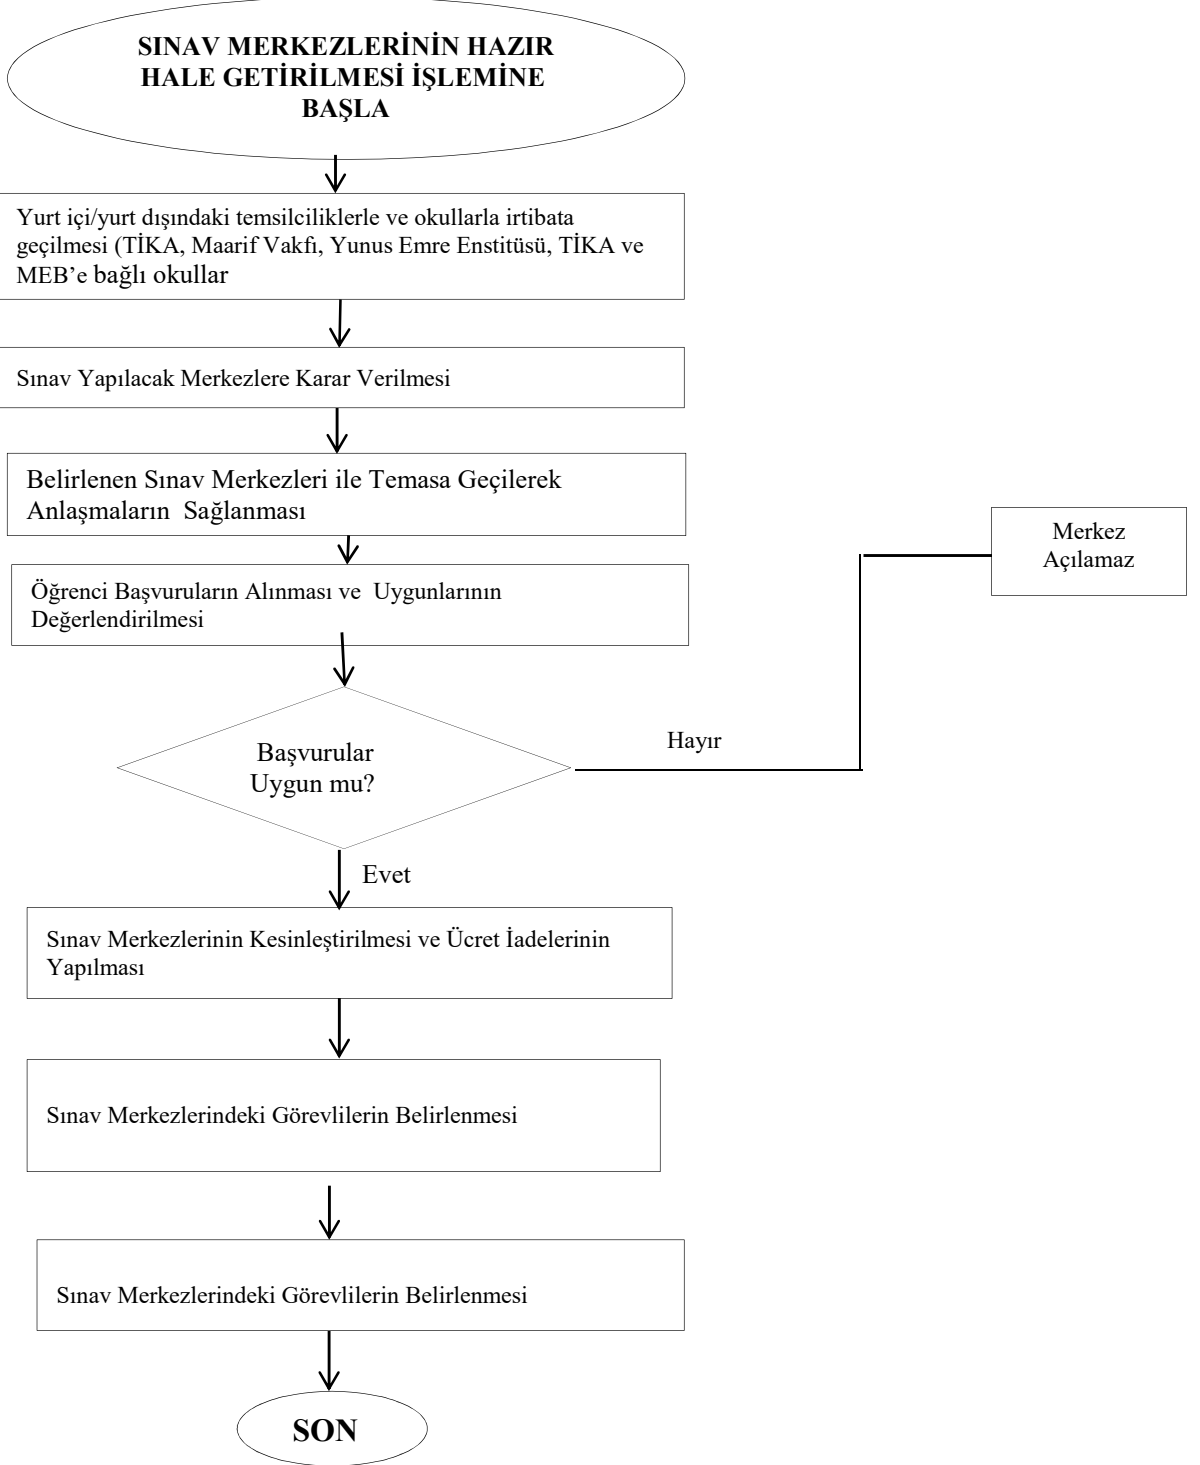 SINAV MERKEZLERİNİN HAZIR
HALE GETİRİLMESİ İŞLEMİNE
BAŞLA
Yurt içi/yurt dışındaki temsilciliklerle ve okullarla irtibata
geçilmesi (TİKA, Maarif Vakfı, Yunus Emre Enstitüsü, TİKA ve
MEB’e bağlı okullar
Sınav Yapılacak Merkezlere Karar Verilmesi
Belirlenen Sınav Merkezleri ile Temasa Geçilerek
Anlaşmaların Sağlanması
Merkez
Açılamaz
Öğrenci Başvuruların Alınması ve Uygunlarının
Değerlendirilmesi
Başvurular
Uygun mu?
Hayır
Evet
Sınav Merkezlerinin Kesinleştirilmesi ve Ücret İadelerinin
Yapılması
Sınav Merkezlerindeki Görevlilerin Belirlenmesi
Sınav Merkezlerindeki Görevlilerin Belirlenmesi
SON